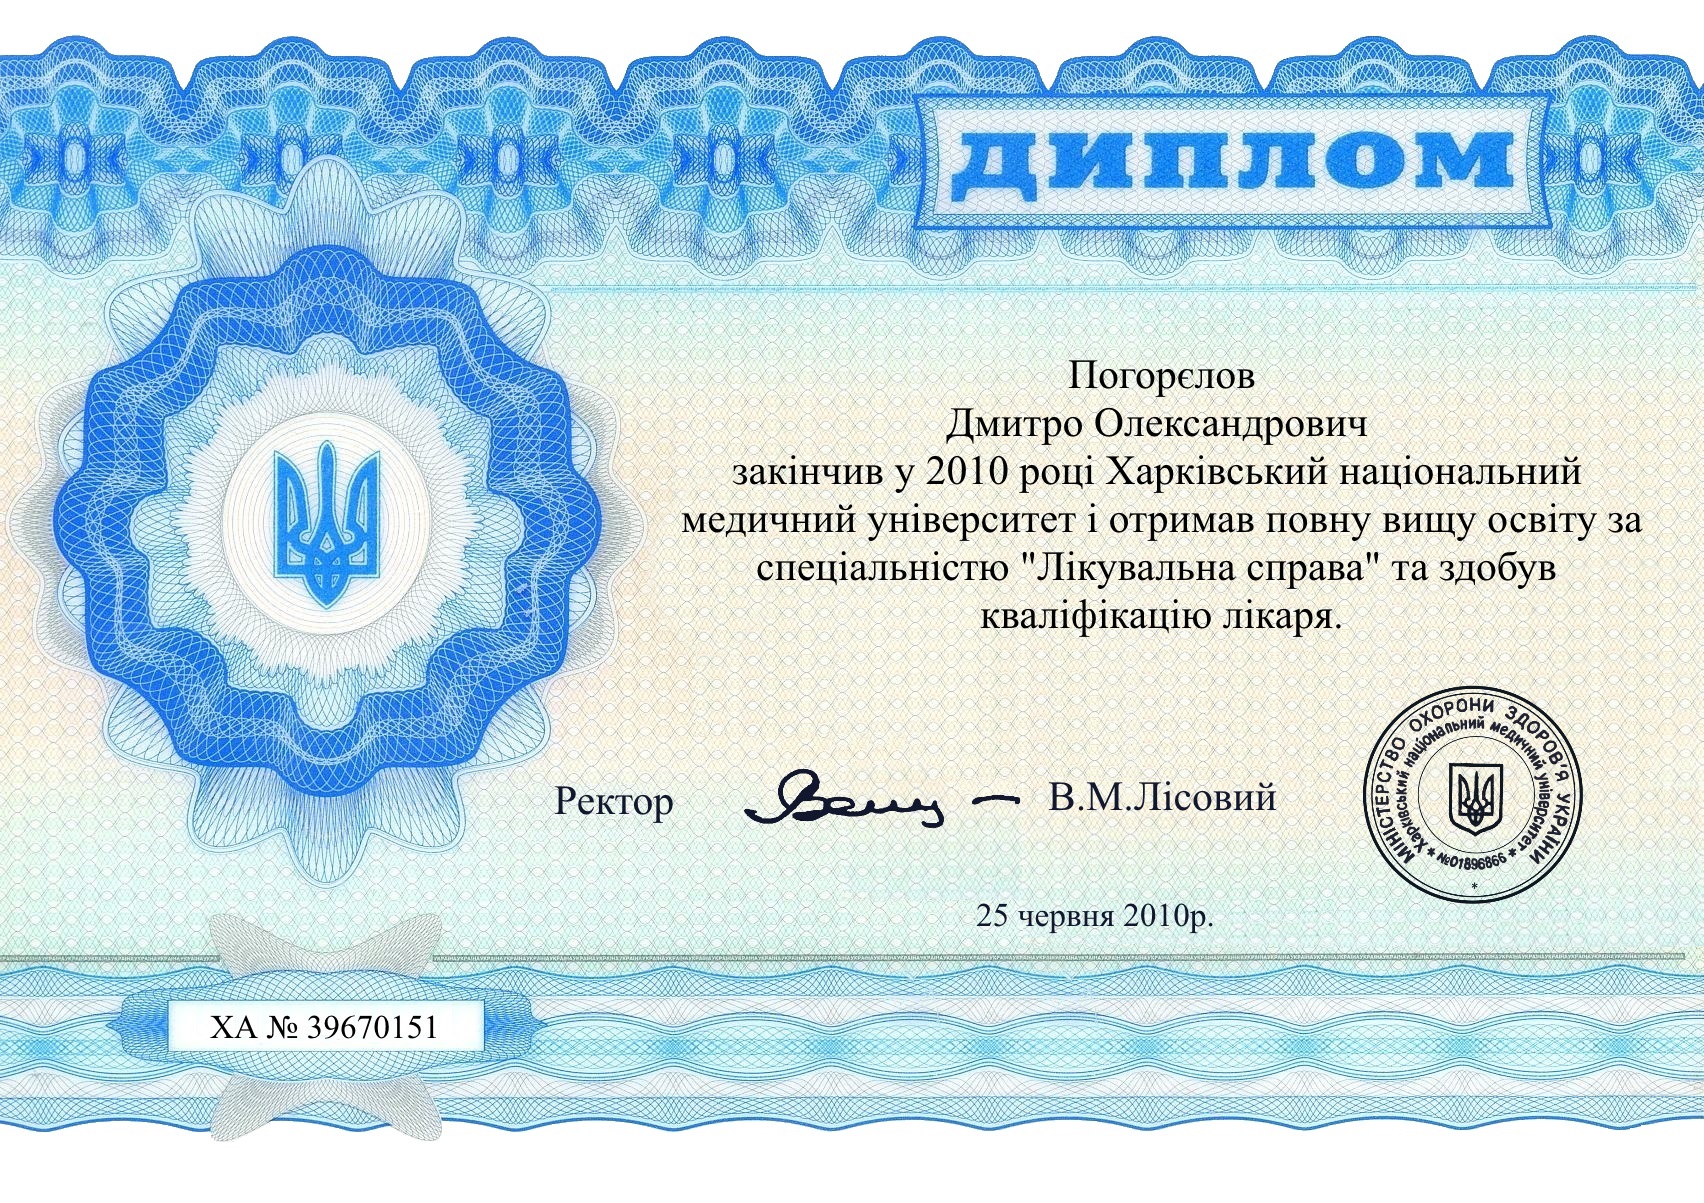 ДИПЛОМ
Погорєлов
Дмитро Олександрович
закінчив у 2010 році Харківський національний
медичний університет і отримав повну вищу освіту за
спеціальністю "Лікувальна справа" та здобув
кваліфікацію лікаря.
Ректор
В.М.Лісовий
МІНІСТЕРСТВО ОХОРОНИ ЗДОРОВ'Я УКРАЇНИ
*
Харківський національний медичний університет
* №01896866 *
25 червня 2010р.
ХА № 39670151